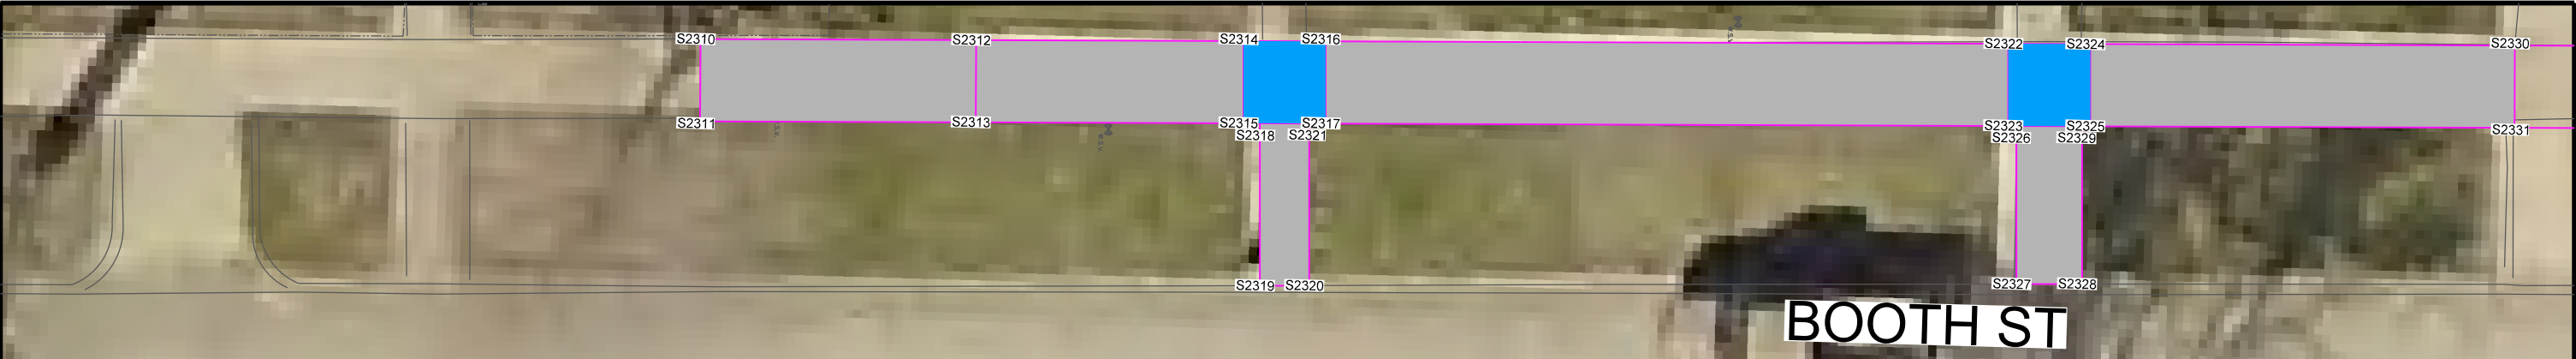 S2310 S2312 S2314 S2316 S2322 S2324 S2330
S2311 S2313 S2315 S2317 S2323 S2325 S2331
S2318 S2321 S2326 S2329
S2319 S2320 S2327 S2328
BOOTH ST